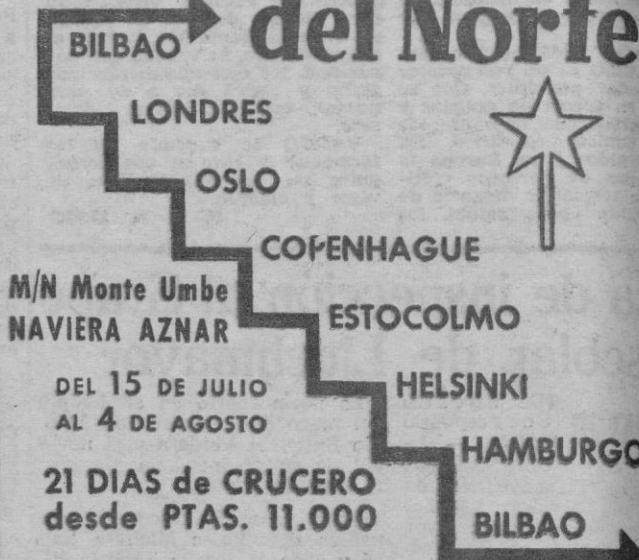 del Norte
BILBAO
LONDRES
OSLO
COPENHAGUE
M/N Monte Umbe
NAVIERA AZNAR
ESTOCOLMO
DEL 15 DE JULIO
AL 4 DE AGOSTO
HELSINKI
HAMBURGO
21 DIAS de CRUCERO
desde PTAS. 11.000
BILBAO